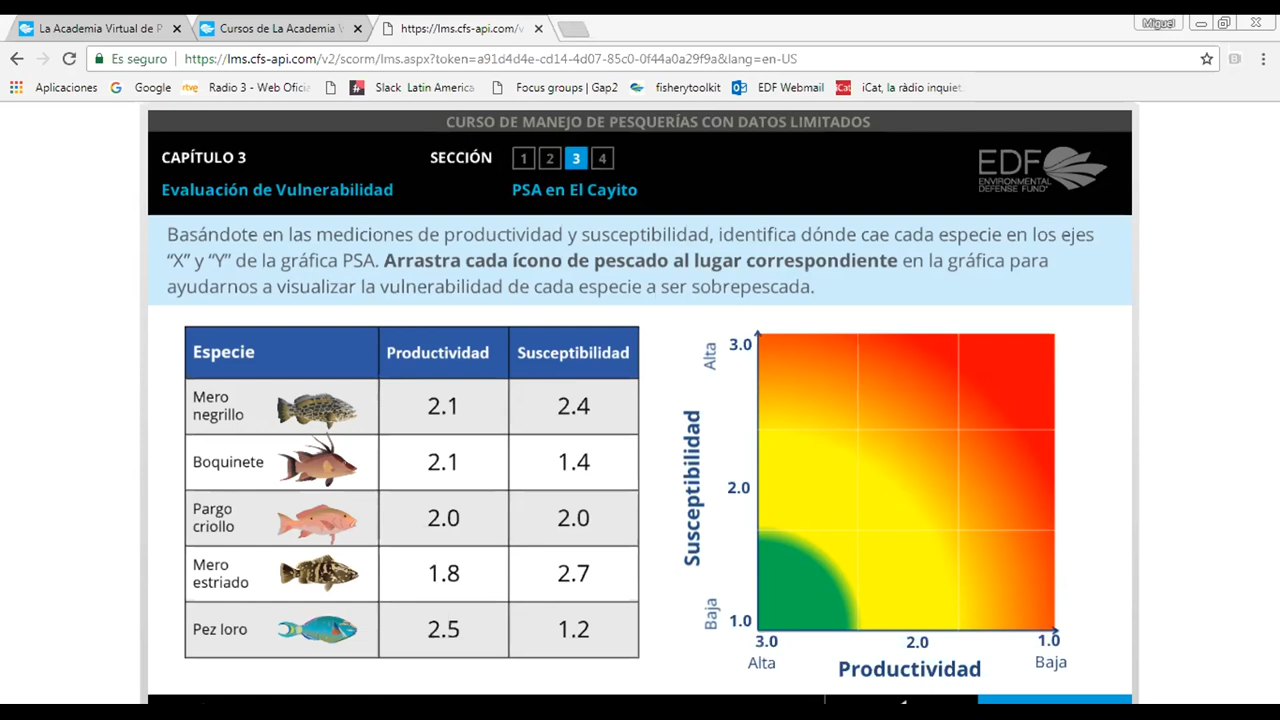 La Academia Virtual de P
Cursos de La Academia V
https://lms.cfs-api.com/v
Miguel
Es seguro
https://lms.cfs-api.com/v2/scorm/lms.aspx?token=a91d4d4e-cd14-4d07-85c0-0f44a0a29f9a&lang=en-US
Aplicaciones
Google
rtve
Radio 3 - Web Oficia
Slack Latin America
Focus groups | Gap2
fisherytoolkit
EDF Webmail
iCat
iCat, la ràdio inquiet
CURSO DE MANEJO DE PESQUERÍAS CON DATOS LIMITADOS
CAPÍTULO 3
SECCIÓN
1 2 3 4
Evaluación de Vulnerabilidad
PSA en El Cayito
EDF
ENVIRONMENTAL
DEFENSE FUND®
Basándote en las mediciones de productividad y susceptibilidad, identifica dónde cae cada especie en los ejes
“X” y “Y” de la gráfica PSA. Arrastra cada ícono de pescado al lugar correspondiente en la gráfica para
ayudarnos a visualizar la vulnerabilidad de cada especie a ser sobrepescada.
Especie Productividad Susceptibilidad
Mero
negrillo
2.1 2.4
Boquinete 2.1 1.4
Pargo
criollo
2.0 2.0
Mero
estriado
1.8 2.7
Pez loro 2.5 1.2
Susceptibilidad
Alta
3.0
2.0
Baja
1.0
3.0 2.0 1.0
Alta
Productividad
Baja